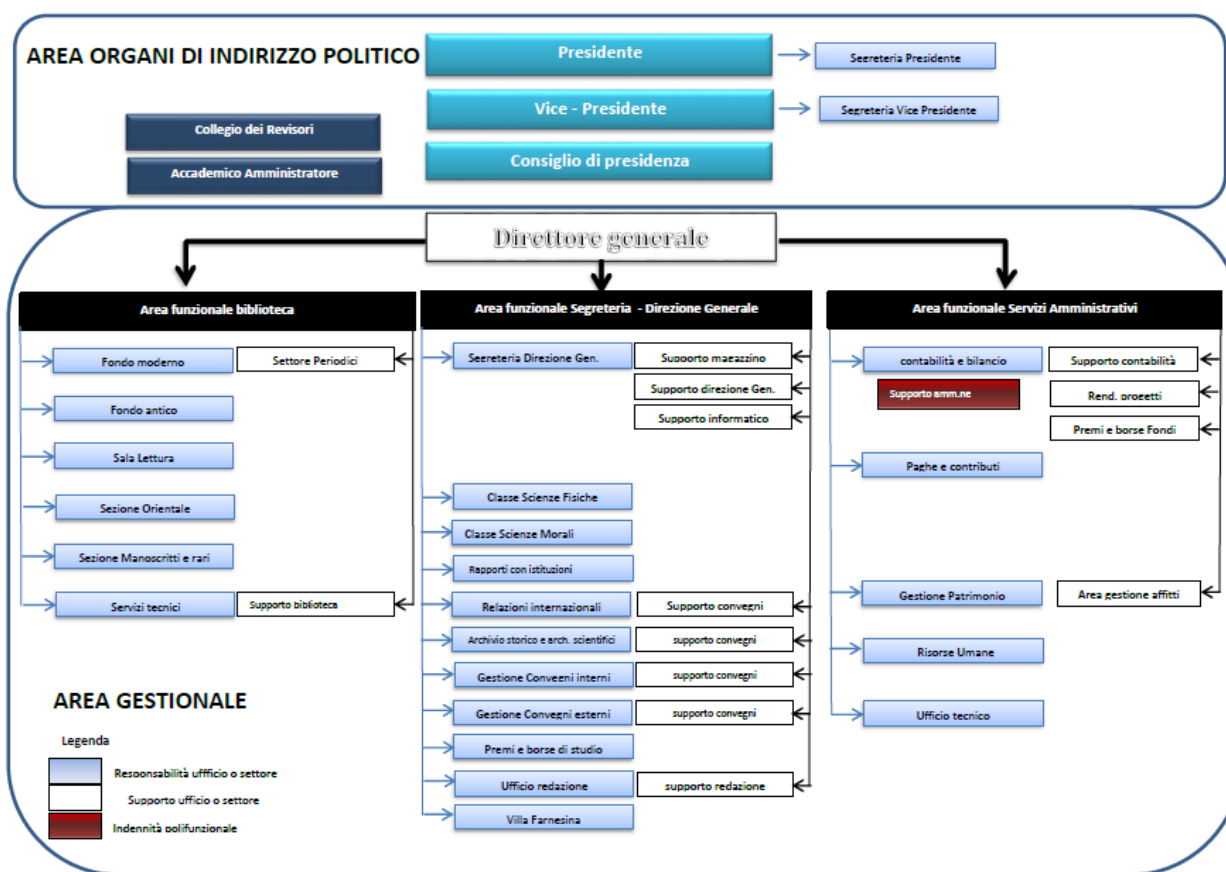 AREA ORGANI DI INDIRIZZO POLITICO
Presidente
Segreteria Presidente
Vice - Presidente
Segreteria Vice Presidente
Collegio dei Revisori
Accademico Amministratore
Consiglio di presidenza
Direttore generale
Area funzionale biblioteca
Fondo moderno
Settore Periodici
Fondo antico
Sala Lettura
Sezione Orientale
Sezione Manoscritti e rari
Servizi tecnici
Supporto biblioteca
Area funzionale Segreteria - Direzione Generale
Segreteria Direzione Gen.
Supporto magazzino
Supporto direzione Gen.
Supporto informatico
Classe Scienze Fisiche
Classe Scienze Morali
Rapporti con istituzioni
Relazioni internazionali
Supporto convegni
Archivio storico e arch. scientifici
supporto convegni
Gestione Convegni interni
supporto convegni
Gestione Convegni esterni
supporto convegni
Premi e borse di studio
Ufficio redazione
supporto redazione
Villa Farnesina
Area funzionale Servizi Amministrativi
contabilità e bilancio
Supporto contabilità
Supporto amm.ne
Rend. progetti
Premi e borse Fondi
Paghe e contributi
Gestione Patrimonio
Area gestione affitti
Risorse Umane
Ufficio tecnico
AREA GESTIONALE
Legenda
Responsabilità ufficio o settore
Supporto ufficio o settore
Indennità polifunzionale